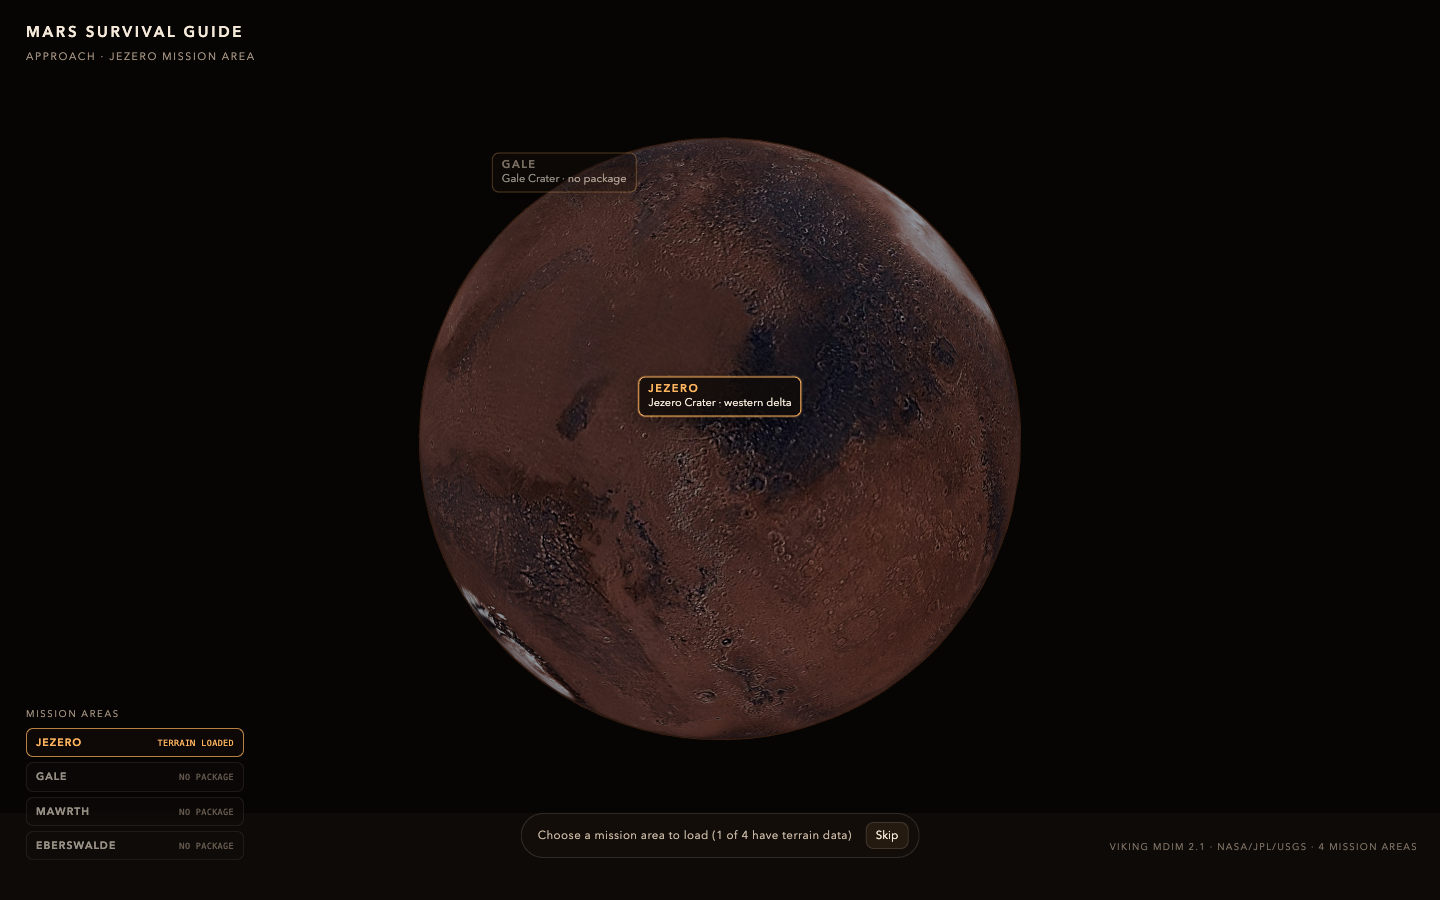 MARS SURVIVAL GUIDE
APPROACH · JEZERO MISSION AREA
GALE
Gale Crater · no package
JEZERO
Jezero Crater · western delta
MISSION AREAS
JEZERO TERRAIN LOADED
GALE NO PACKAGE
MAWRTH NO PACKAGE
EBERSWALDE NO PACKAGE
Choose a mission area to load (1 of 4 have terrain data) Skip
VIKING MDIM 2.1 · NASA/JPL/USGS · 4 MISSION AREAS